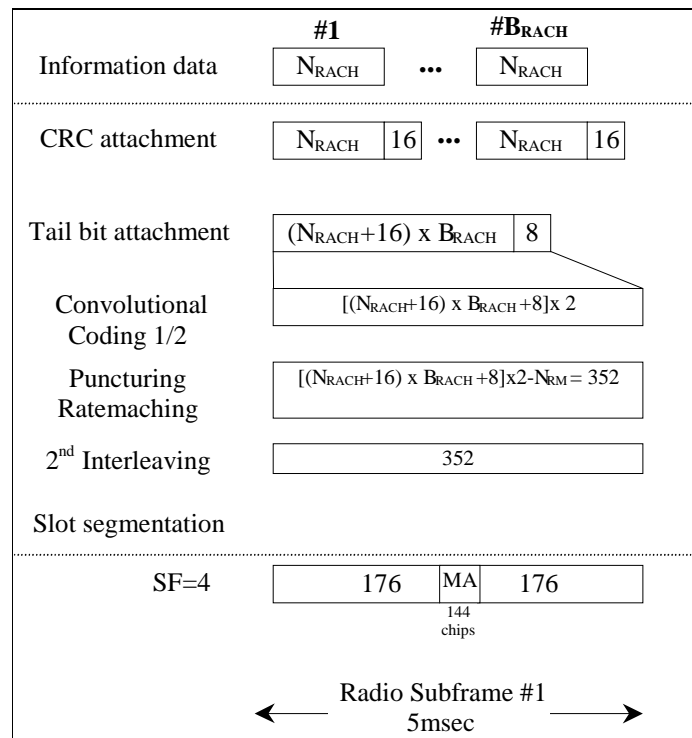 #1 #BRACH
Information data NRACH ... NRACH
CRC attachment NRACH 16 ... NRACH 16
Tail bit attachment (NRACH+16) x BRACH 8
Convolutional
Coding 1/2
[(NRACH+16) x BRACH+8]x 2
Puncturing
Ratemaching
[(NRACH+16) x BRACH+8]x2-NRM = 352
2nd Interleaving 352
Slot segmentation
SF=4 176 MA 176
144
chips
Radio Subframe #1
5msec